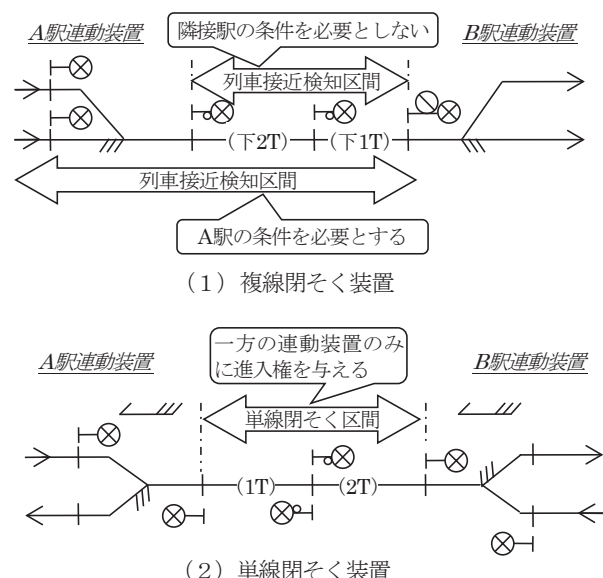 A駅連動装置
隣接駅の条件を必要としない
B駅連動装置
列車接近検知区間
(下2T)
(下1T)
列車接近検知区間
A駅の条件を必要とする
(1)複線閉そく装置
A駅連動装置
一方の連動装置のみ
に進入権を与える
B駅連動装置
単線閉そく区間
(1T)
(2T)
(2)単線閉そく装置